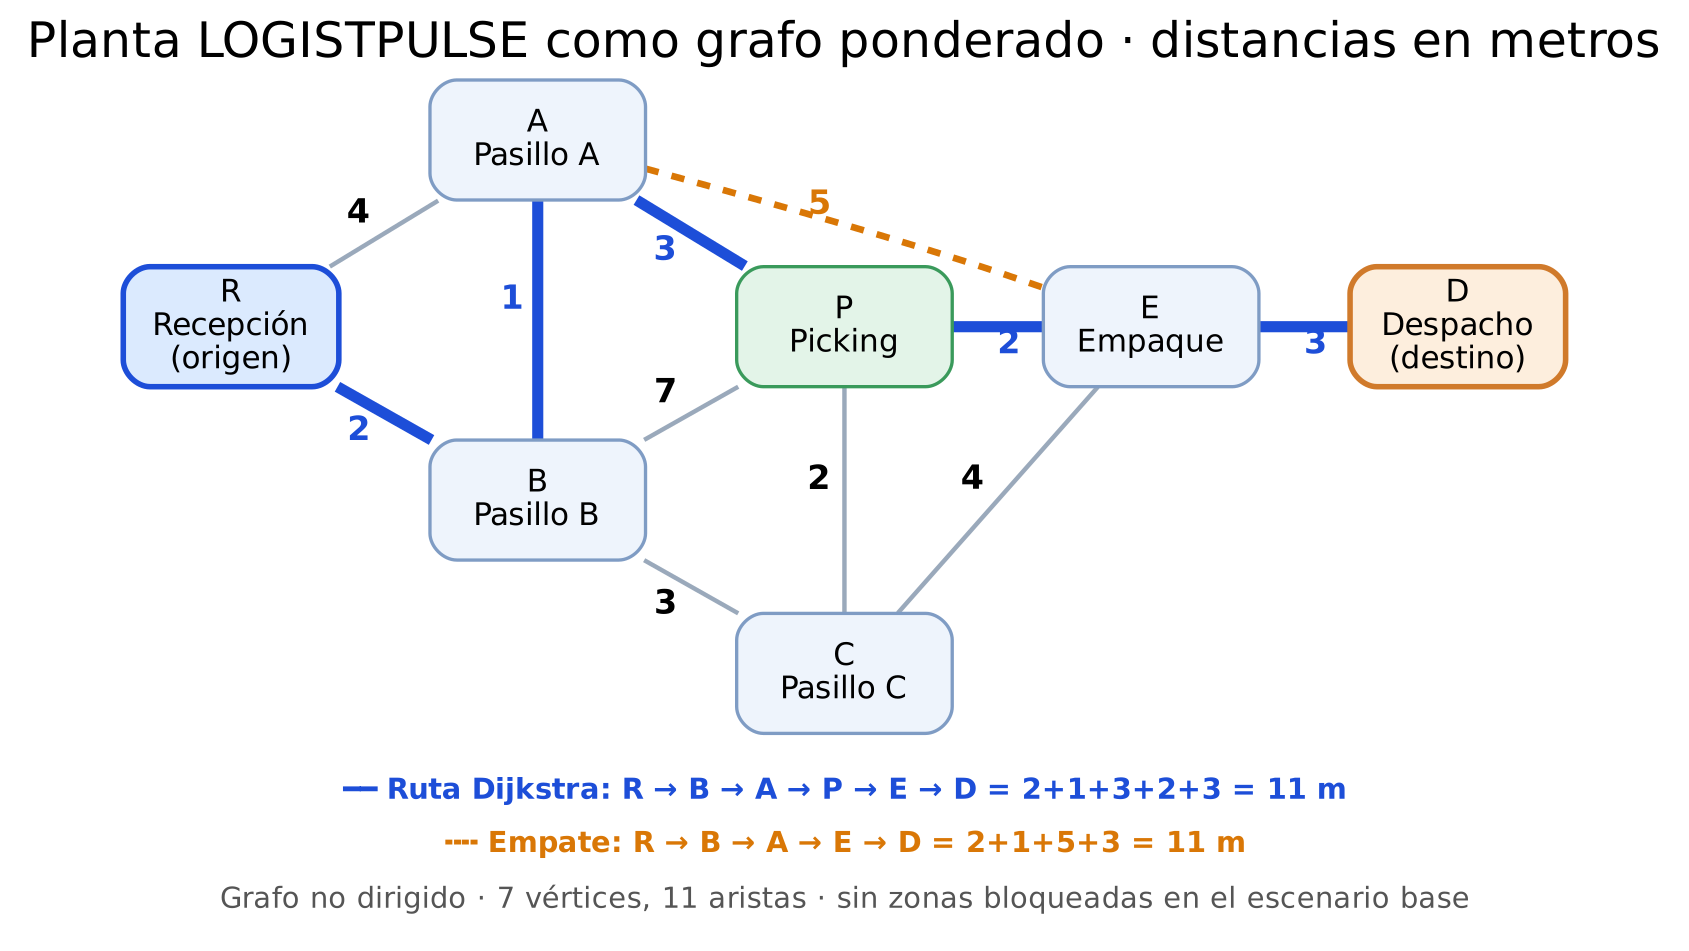 Planta LOGISTPULSE como grafo ponderado · distancias en metros
A
Pasillo A
4
5
3
1
R
Recepción
(origen)
P
Picking
2
E
Empaque
3
D
Despacho
(destino)
2
7
B
Pasillo B
2
4
3
C
Pasillo C
Ruta Dijkstra: R → B → A → P → E → D = 2+1+3+2+3 = 11 m
Empate: R → B → A → E → D = 2+1+5+3 = 11 m
Grafo no dirigido · 7 vértices, 11 aristas · sin zonas bloqueadas en el escenario base